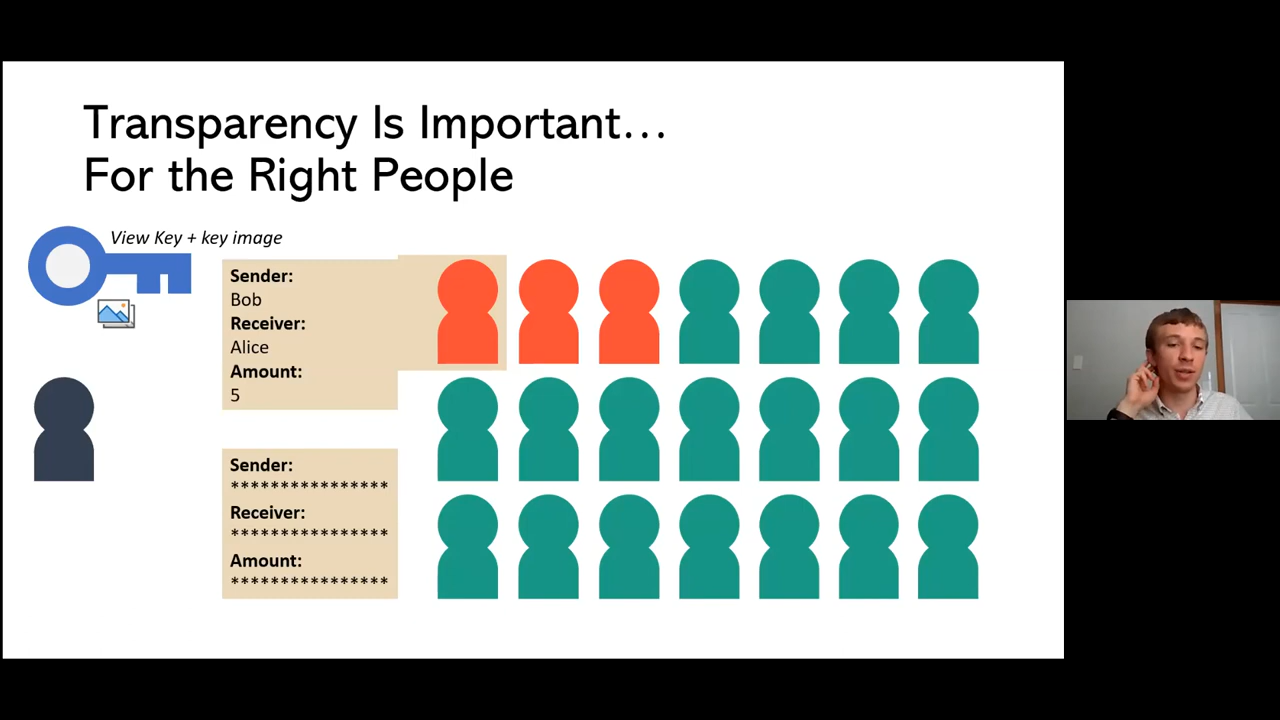 Transparency Is Important…
For the Right People
View Key + key image
Sender:
Bob
Receiver:
Alice
Amount:
5
Sender:
****************
Receiver:
****************
Amount:
****************